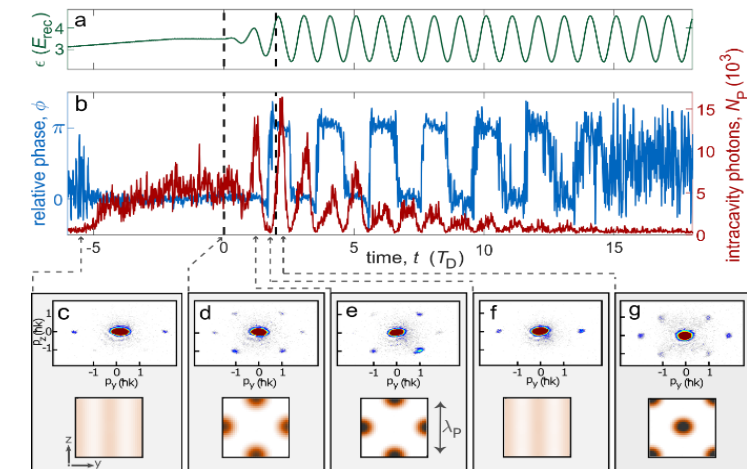 a
ϵ (E_rec)
4
3
b
relative phase, ϕ
π
0
intracavity photons, N_P (10³)
15
10
5
0
-5 0 5 10 15
time, t (T_D)
c d e f g
p_z (ħk)
1
0
-1
-1 0 1 -1 0 1 -1 0 1 -1 0 1 -1 0 1
p_y (ħk) p_y (ħk) p_y (ħk) p_y (ħk) p_y (ħk)
λ_P
z
y